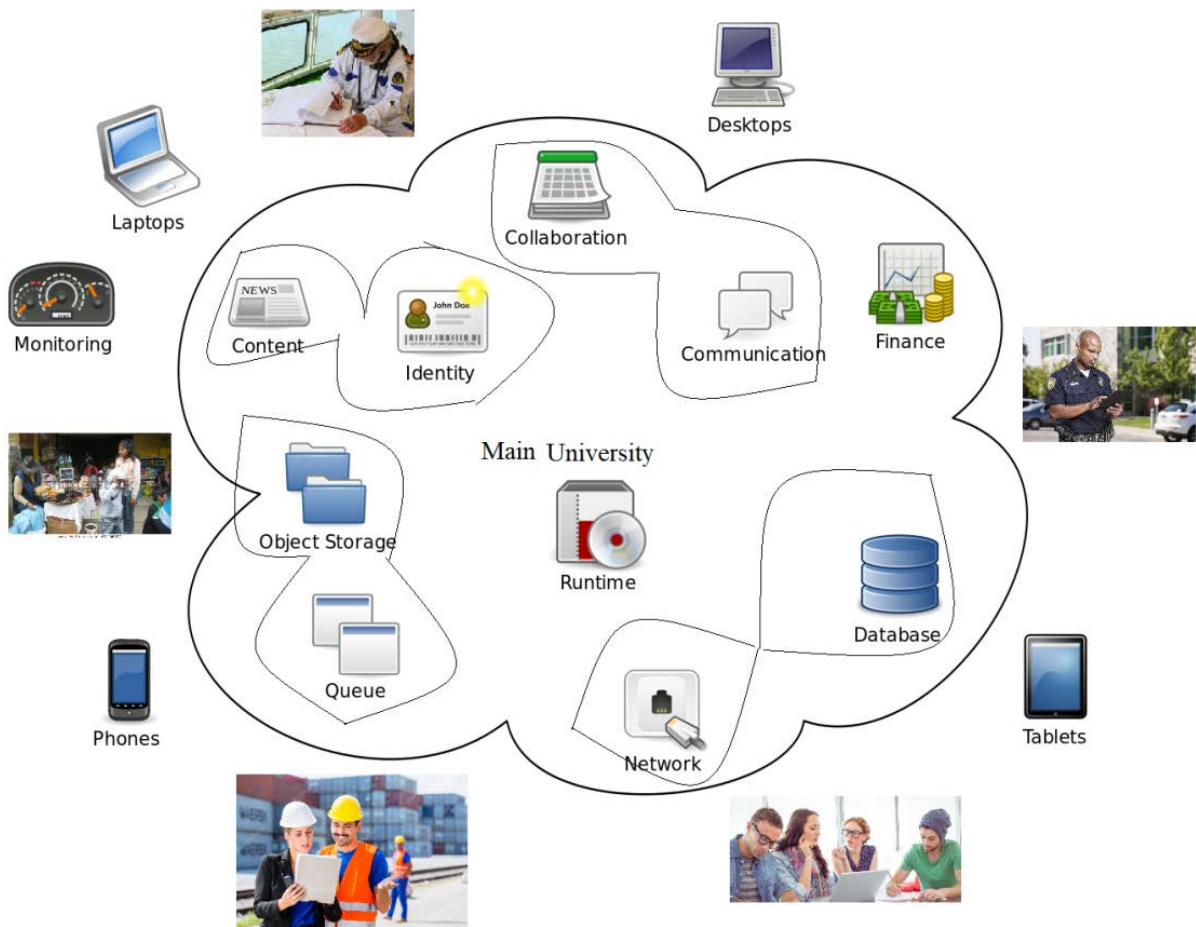 Desktops
Laptops
Collaboration
NEWS
John Doe
Monitoring
Content
Communication
Finance
Identity
Main University
Object Storage
Runtime
Database
Queue
Phones
Network
Tablets